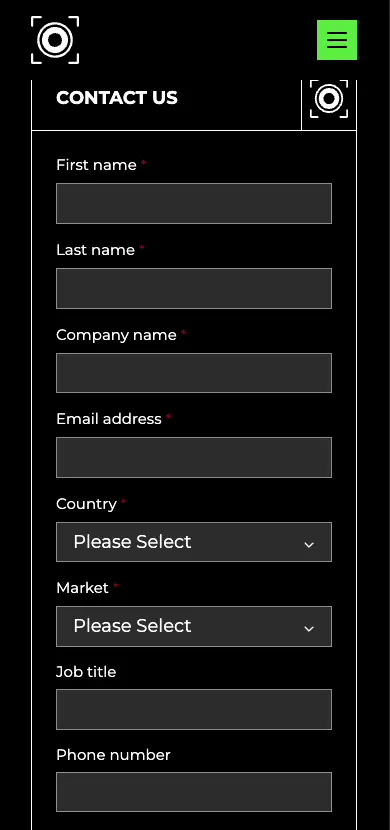 CONTACT US
First name *
Last name *
Company name *
Email address *
Country *
Please Select
Market *
Please Select
Job title
Phone number